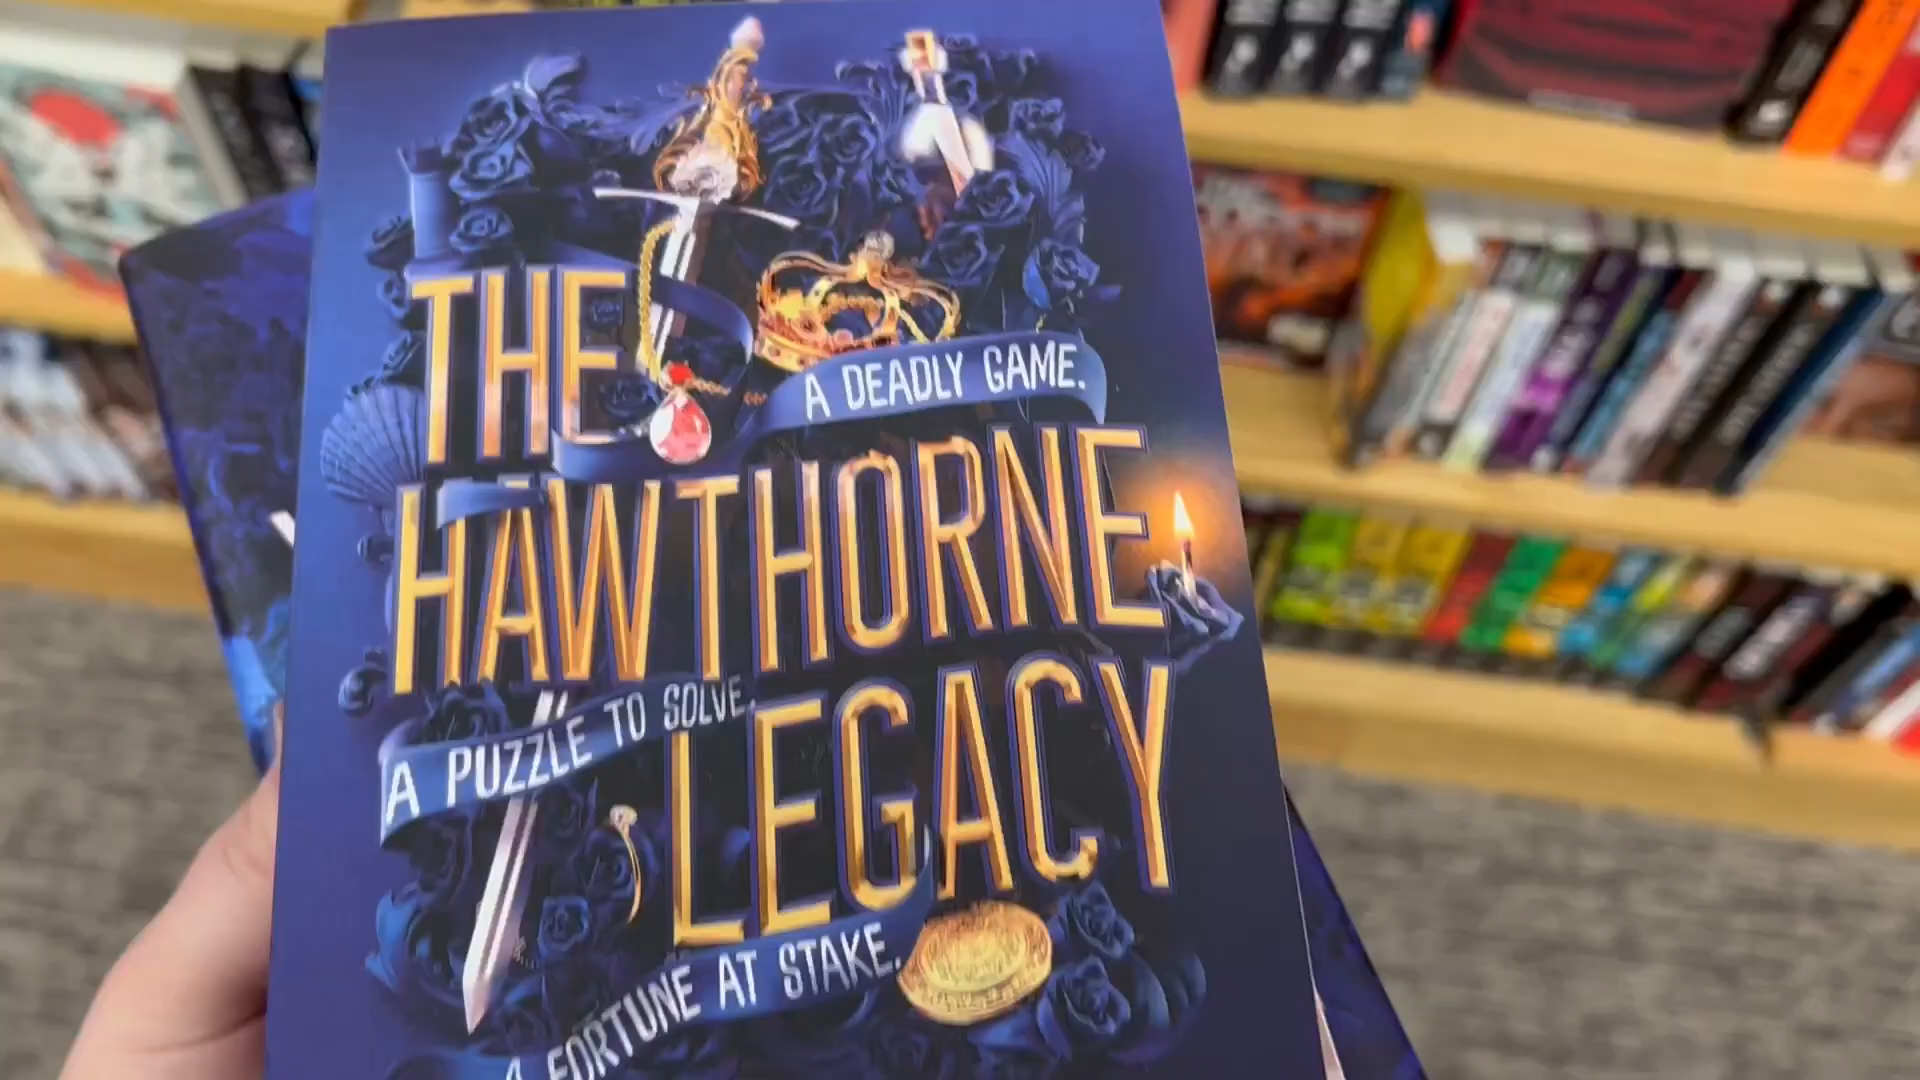 THE
A DEADLY GAME.
HAWTHORNE
A PUZZLE TO SOLVE.
LEGACY
A FORTUNE AT STAKE.